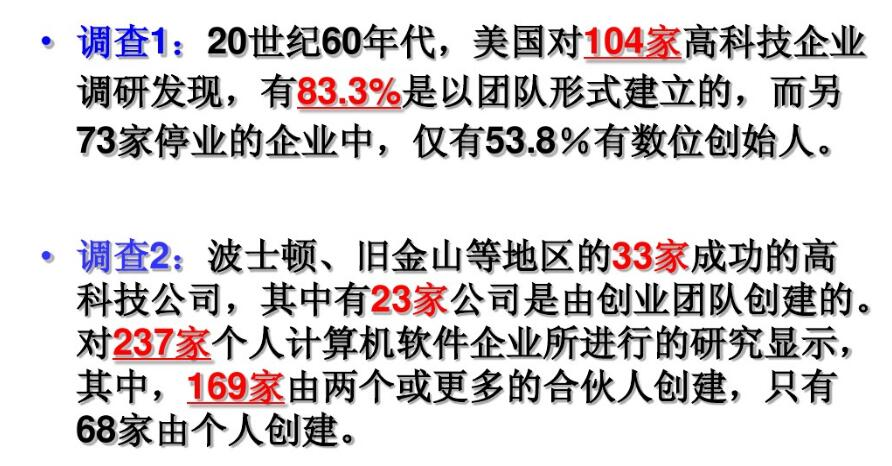 • 调查1：20世纪60年代，美国对104家高科技企业
调研发现，有83.3%是以团队形式建立的，而另
73家停业的企业中，仅有53.8％有数位创始人。
• 调查2：波士顿、旧金山等地区的33家成功的高
科技公司，其中有23家公司是由创业团队创建的。
对237家个人计算机软件企业所进行的研究显示，
其中，169家由两个或更多的合伙人创建，只有
68家由个人创建。